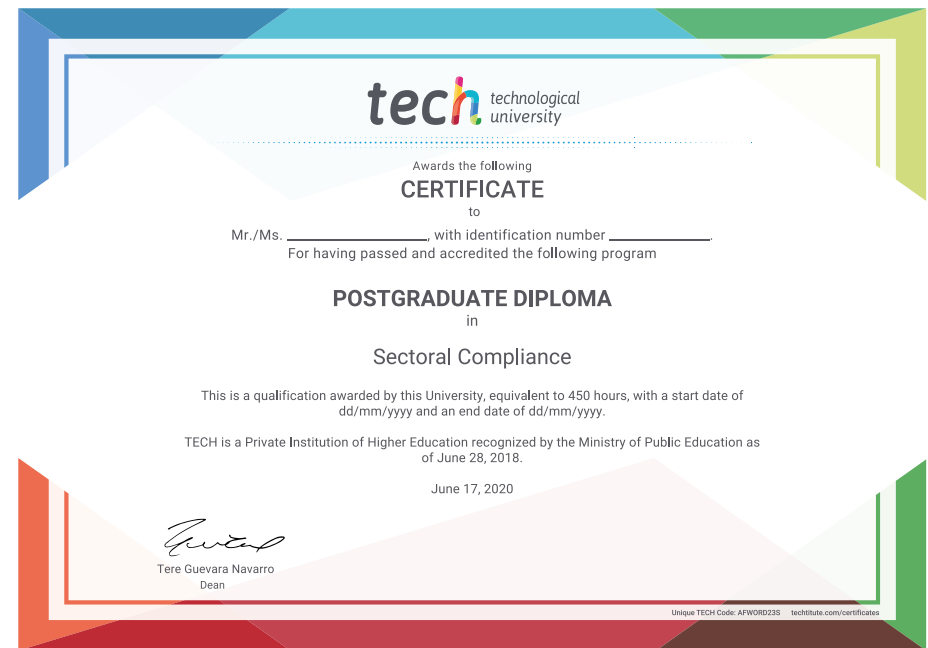 tech technological
university
Awards the following
CERTIFICATE
to
Mr./Ms. ____________, with identification number ____________.
For having passed and accredited the following program
POSTGRADUATE DIPLOMA
in
Sectoral Compliance
This is a qualification awarded by this University, equivalent to 450 hours, with a start date of
dd/mm/yyyy and an end date of dd/mm/yyyy.
TECH is a Private Institution of Higher Education recognized by the Ministry of Public Education as
of June 28, 2018.
June 17, 2020
Tere Guevara Navarro
Dean
Unique TECH Code: AFWORD23S techtitute.com/certificates